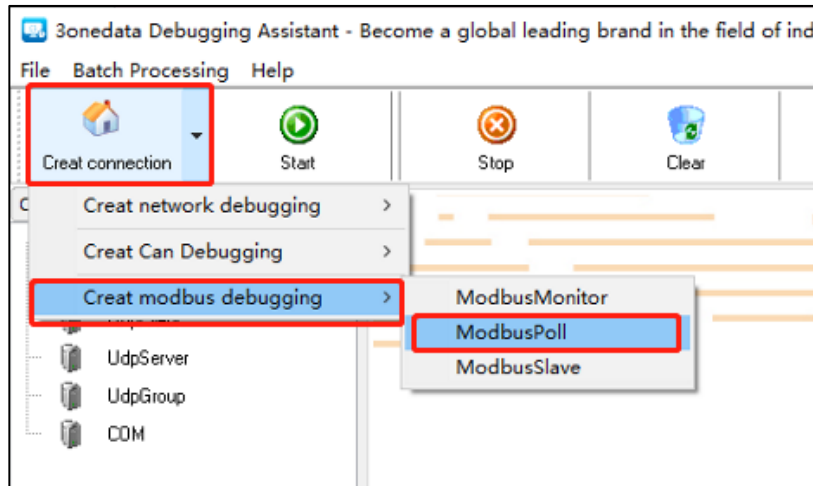 3onedata Debugging Assistant - Become a global leading brand in the field of ind
File Batch Processing Help
Creat connection Start Stop Clear
Creat network debugging
Creat Can Debugging
Creat modbus debugging
ModbusMonitor
ModbusPoll
ModbusSlave
UdpServer
UdpGroup
COM